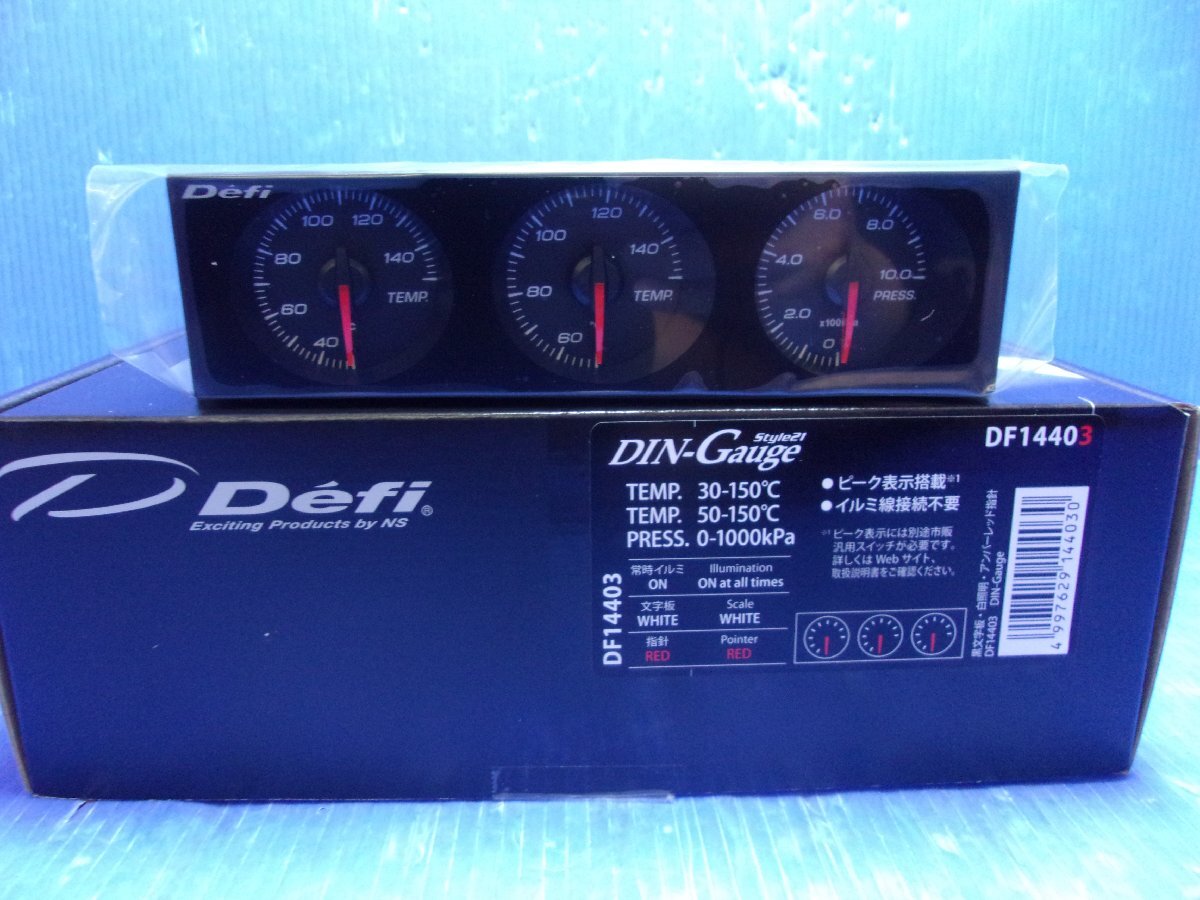 Défi
100 120
80 140
TEMP.
60
40 °C
120
100 140
80 TEMP.
60
6.0 8.0
4.0 10.0
PRESS.
2.0 x100kPa
0
Défi®
Exciting Products by NS
DIN-Gauge Style21
DF14403
TEMP. 30-150℃
TEMP. 50-150℃
PRESS. 0-1000kPa
●ピーク表示搭載※1
●イルミ線接続不要
※1 ピーク表示には別途市販
汎用スイッチが必要です。
詳しくは Web サイト、
取扱説明書をご確認ください。
常時イルミ Illumination
ON ON at all times
文字板 Scale
WHITE WHITE
指針 Pointer
RED RED
DF14403
黒文字板・白照明・アンバーレッド指針
DF14403 DIN-Gauge
4997629144030